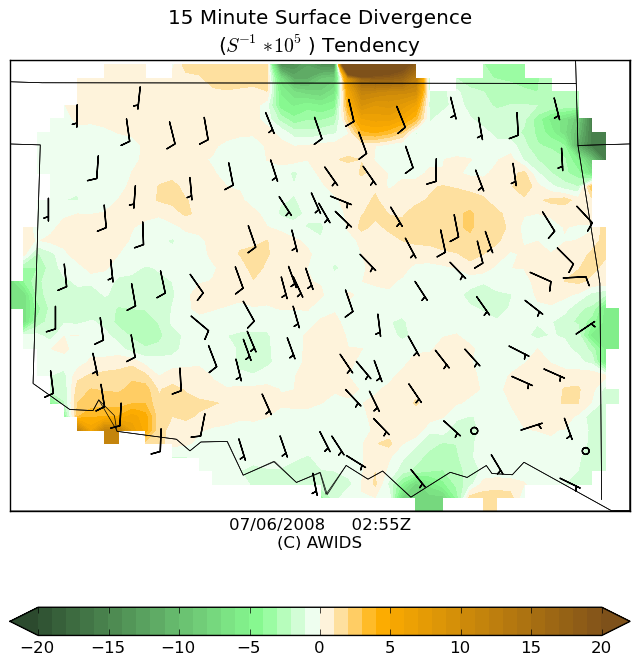 15 Minute Surface Divergence
(S⁻¹ *10⁵ ) Tendency
07/06/2008 02:55Z
(C) AWIDS
−20 −15 −10 −5 0 5 10 15 20